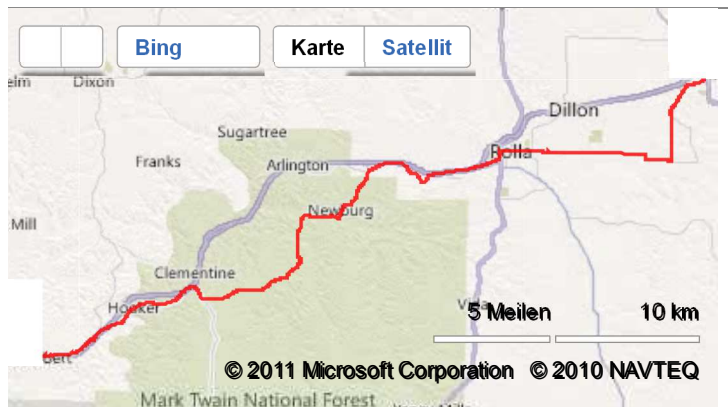 Bing
Karte
Satellit
Dixon
Dillon
Sugartree
Rolla
Franks
Arlington
Newburg
Mill
Clementine
Hooker
5 Meilen
10 km
© 2011 Microsoft Corporation © 2010 NAVTEQ
Mark Twain National Forest